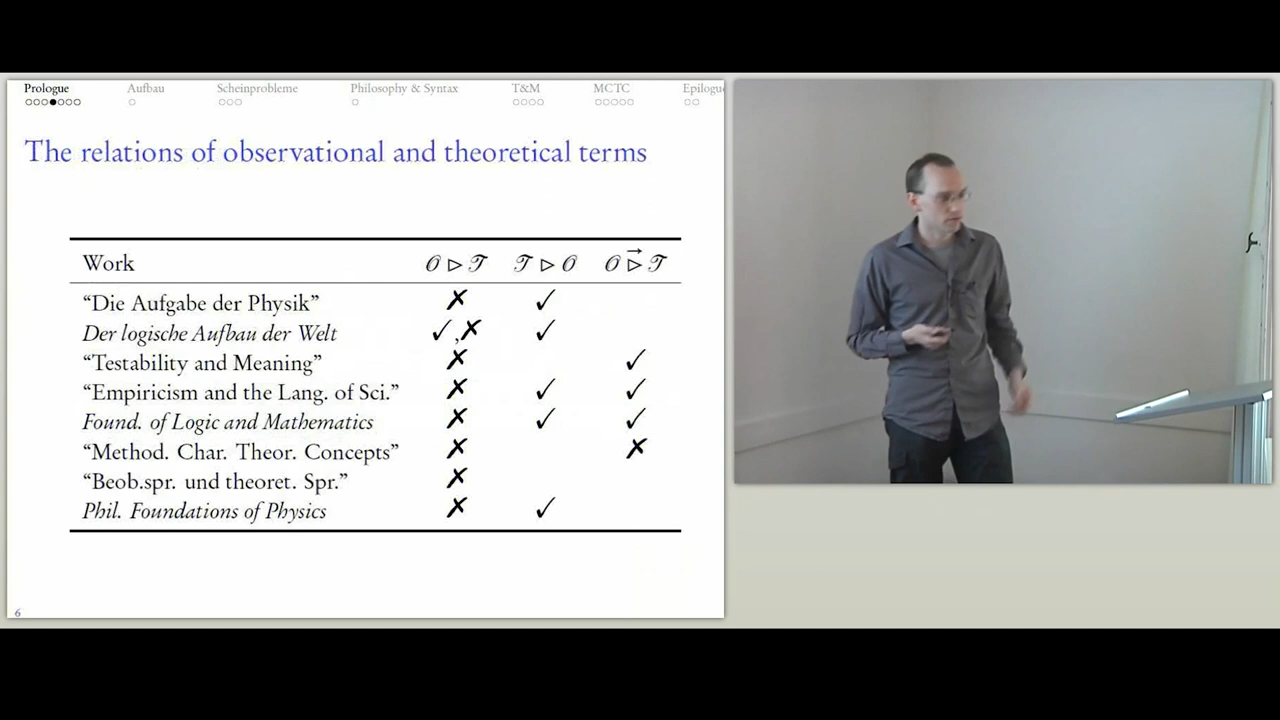 Prologue Aufbau Scheinprobleme Philosophy & Syntax T&M MCTC Epilogue
The relations of observational and theoretical terms
Work 𝒪 ▷ 𝒯 𝒯 ▷ 𝒪 𝒪 ▷⃗ 𝒯
“Die Aufgabe der Physik” ✗ ✓
Der logische Aufbau der Welt ✓,✗ ✓
“Testability and Meaning” ✗ ✓
“Empiricism and the Lang. of Sci.” ✗ ✓ ✓
Found. of Logic and Mathematics ✗ ✓ ✓
“Method. Char. Theor. Concepts” ✗ ✗
“Beob.spr. und theoret. Spr.” ✗
Phil. Foundations of Physics ✗ ✓
6